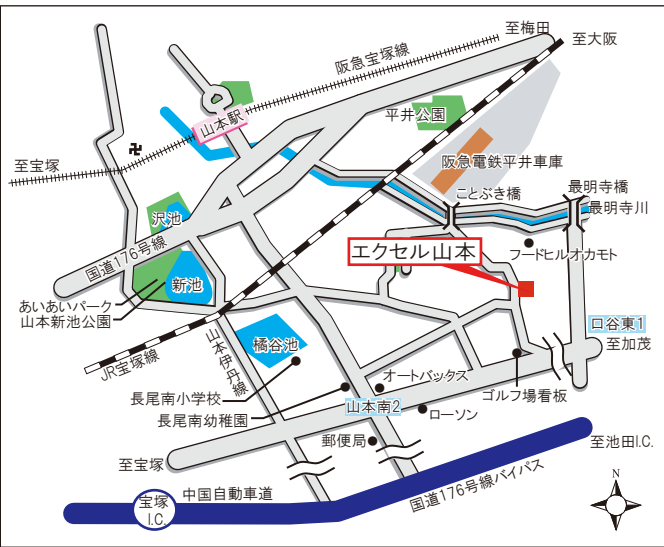 至梅田
至大阪
阪急宝塚線
平井公園
山本駅
至宝塚
阪急電鉄平井車庫
ことぶき橋
最明寺橋
最明寺川
沢池
国道176号線
エクセル山本
フードヒルオカモト
新池
あいあいパーク
山本新池公園
口谷東1
至加茂
JR宝塚線
山本伊丹線
橘谷池
長尾南小学校
オートバックス
ゴルフ場看板
長尾南幼稚園
山本南2
ローソン
郵便局
至宝塚
至池田I.C.
宝塚
I.C.
中国自動車道
国道176号線バイパス
N